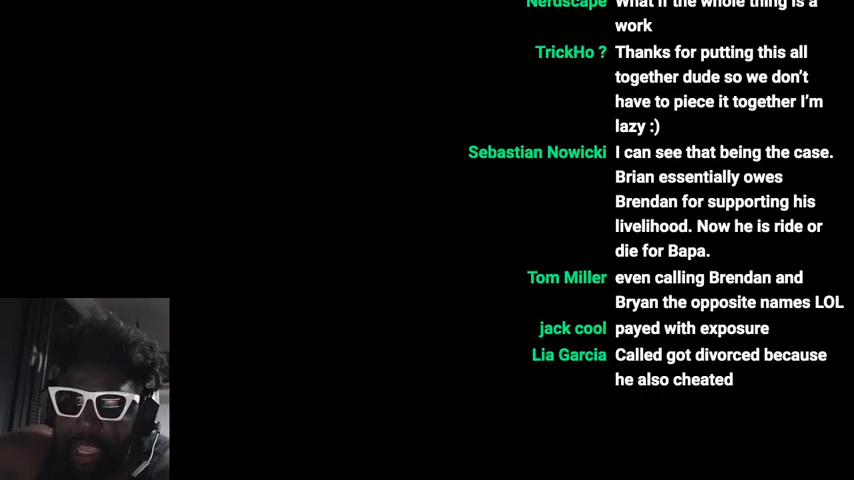 Nerdscape What if the whole thing is a
work
TrickHo ? Thanks for putting this all
together dude so we don't
have to piece it together I'm
lazy :)
Sebastian Nowicki I can see that being the case.
Brian essentially owes
Brendan for supporting his
livelihood. Now he is ride or
die for Bapa.
Tom Miller even calling Brendan and
Bryan the opposite names LOL
jack cool payed with exposure
Lia Garcia Called got divorced because
he also cheated